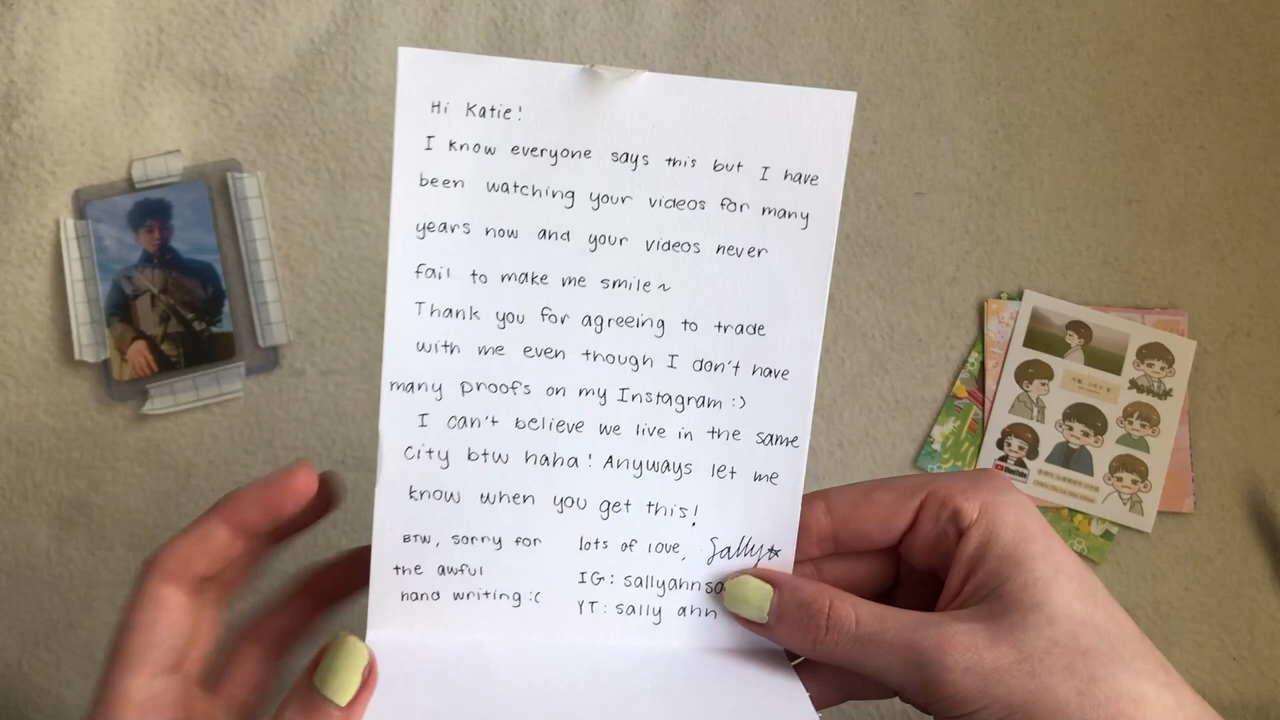 Hi Katie!
I know everyone says this but I have
been watching your videos for many
years now and your videos never
fail to make me smile~
Thank you for agreeing to trade
with me even though I don't have
many proofs on my Instagram :)
I can't believe we live in the same
city btw haha! Anyways let me
know when you get this!
BTW, sorry for
the awful
hand writing :(
lots of love, Sally☆
IG: sallyannsa
YT: sally ann
YouTube